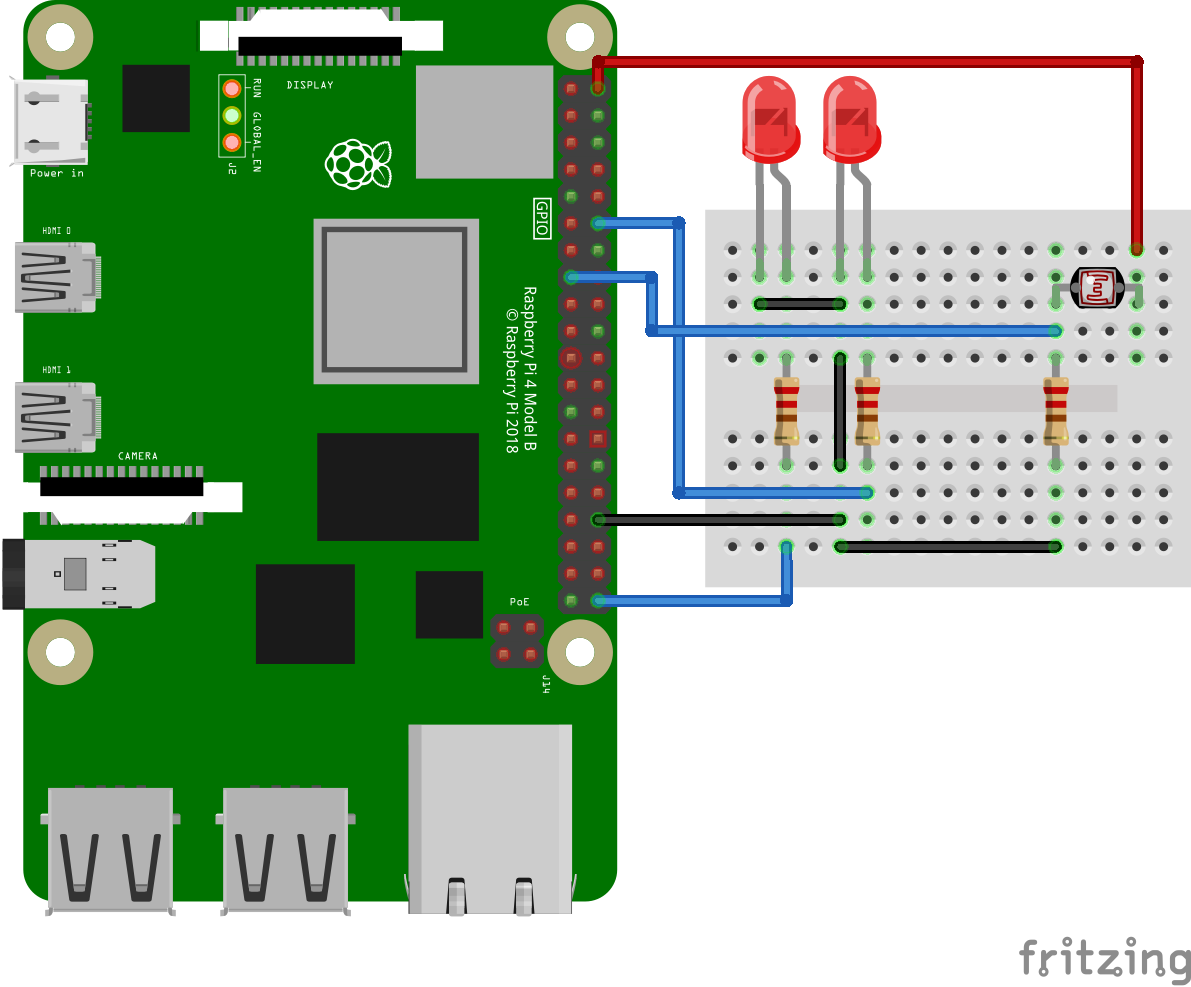 DISPLAY
RUN
GLOBAL_EN
J2
Power in
GPIO
HDMI 0
Raspberry Pi 4 Model B
© Raspberry Pi 2018
HDMI 1
CAMERA
PoE
J14
fritzing